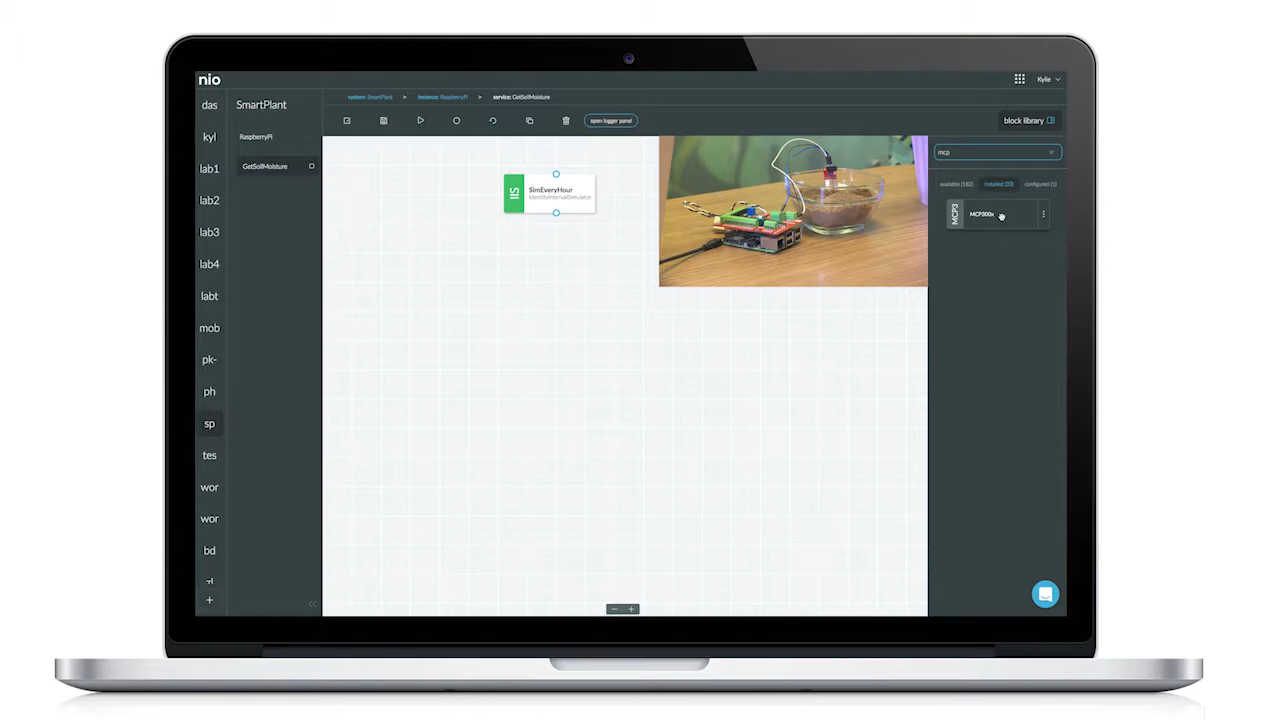 nio
Kylie
das
SmartPlant
system: SmartPlant > instance: RaspberryPi > service: GetSoilMoisture
open logger panel
block library
kyl
RaspberryPi
mcp
lab1
GetSoilMoisture
available (182)
installed (33)
configured (1)
SimEveryHour
IdentityIntervalSimulator
MCP3
MCP300x
lab2
lab3
lab4
labt
mob
pk-
ph
sp
tes
wor
wor
bd